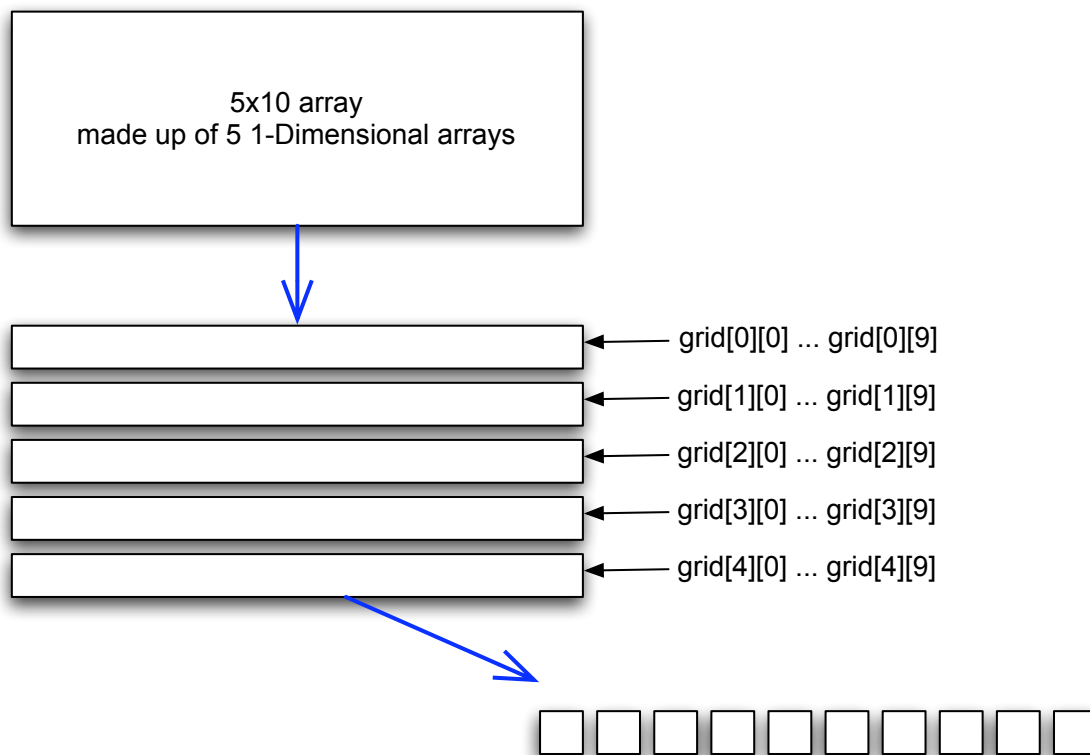 5x10 array
made up of 5 1-Dimensional arrays
grid[0][0] ... grid[0][9]
grid[1][0] ... grid[1][9]
grid[2][0] ... grid[2][9]
grid[3][0] ... grid[3][9]
grid[4][0] ... grid[4][9]